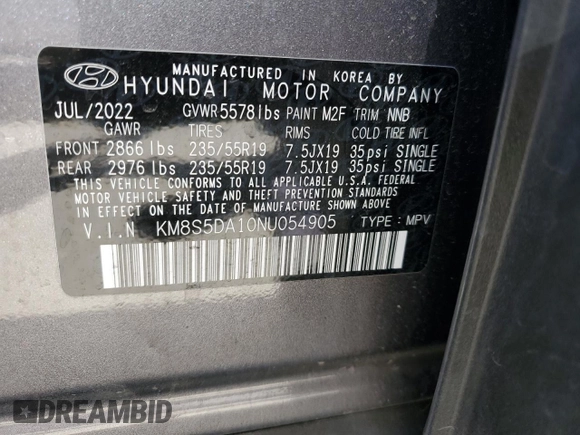 MANUFACTURED IN KOREA BY
HYUNDAI MOTOR COMPANY
JUL/2022 GVWR 5578lbs PAINT M2F TRIM NNB
GAWR TIRES RIMS COLD TIRE INFL
FRONT 2866 lbs 235/55R19 7.5JX19 35psi SINGLE
REAR 2976 lbs 235/55R19 7.5JX19 35psi SINGLE
THIS VEHICLE CONFORMS TO ALL APPLICABLE U.S.A. FEDERAL
MOTOR VEHICLE SAFETY AND THEFT PREVENTION STANDARDS
IN EFFECT ON THE DATE OF MANUFACTURE SHOWN ABOVE.
V.I.N KM8S5DA10NU054905 TYPE : MPV
DREAMBID